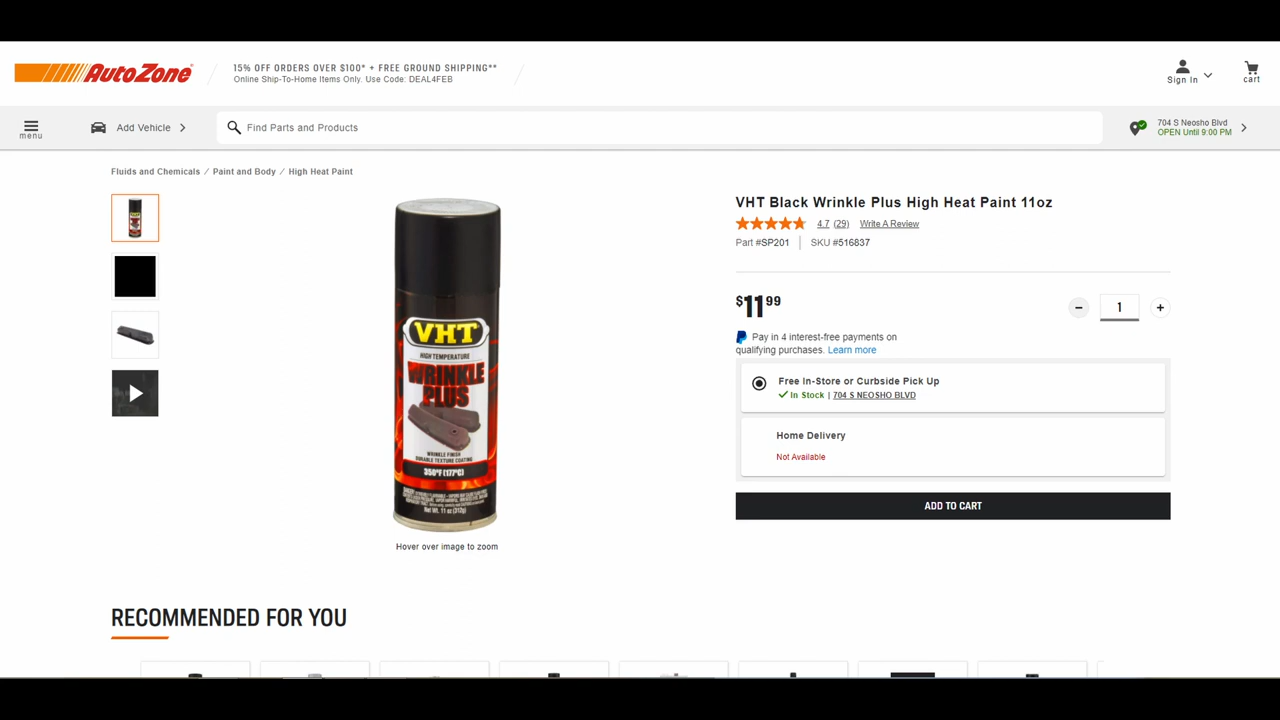 AutoZone
15% OFF ORDERS OVER $100* + FREE GROUND SHIPPING**
Online Ship-To-Home Items Only. Use Code: DEAL4FEB
Sign In
cart
menu
Add Vehicle
Find Parts and Products
704 S Neosho Blvd
OPEN Until 9:00 PM
Fluids and Chemicals / Paint and Body / High Heat Paint
VHT
HIGH TEMPERATURE
WRINKLE
PLUS
WRINKLE FINISH
DURABLE TEXTURE COATING
350°F (177°C)
Net Wt. 11 oz (312g)
Hover over image to zoom
VHT Black Wrinkle Plus High Heat Paint 11oz
4.7 (29) Write A Review
Part #SP201 | SKU #516837
$11 99
- 1 +
Pay in 4 interest-free payments on
qualifying purchases. Learn more
Free In-Store or Curbside Pick Up
In Stock | 704 S NEOSHO BLVD
Home Delivery
Not Available
ADD TO CART
RECOMMENDED FOR YOU